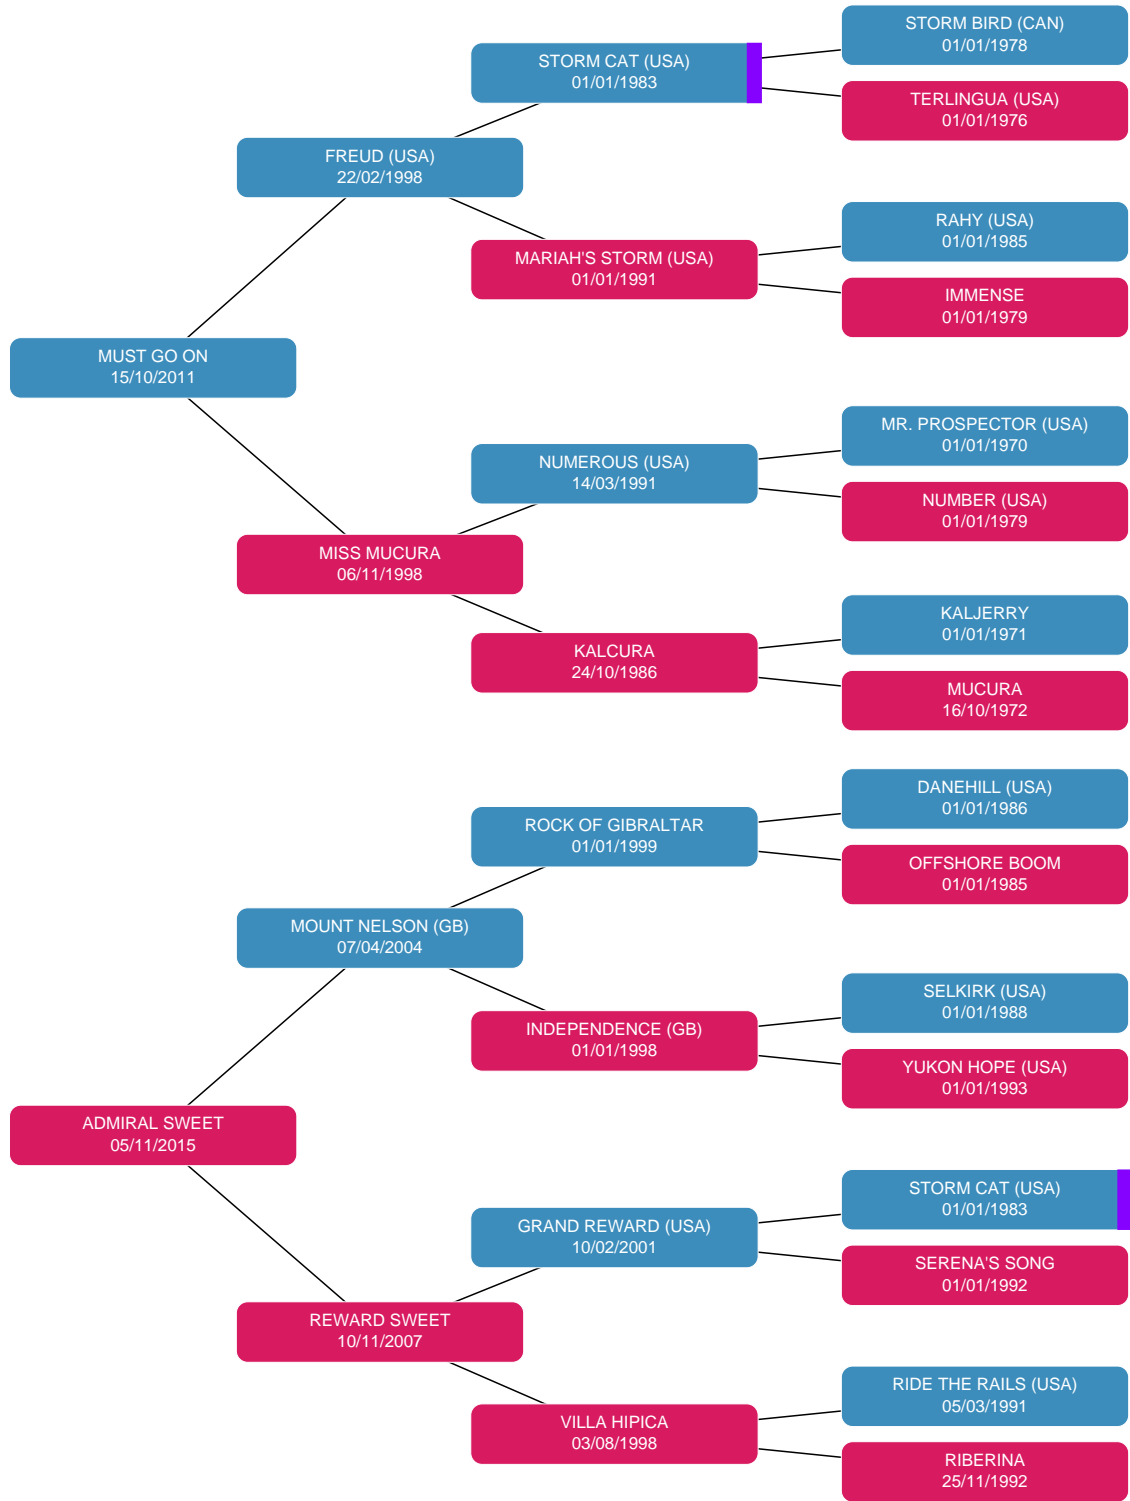 STORM BIRD (CAN)
01/01/1978
STORM CAT (USA)
01/01/1983
TERLINGUA (USA)
01/01/1976
FREUD (USA)
22/02/1998
RAHY (USA)
01/01/1985
MARIAH'S STORM (USA)
01/01/1991
IMMENSE
01/01/1979
MUST GO ON
15/10/2011
MR. PROSPECTOR (USA)
01/01/1970
NUMEROUS (USA)
14/03/1991
NUMBER (USA)
01/01/1979
MISS MUCURA
06/11/1998
KALJERRY
01/01/1971
KALCURA
24/10/1986
MUCURA
16/10/1972
DANEHILL (USA)
01/01/1986
ROCK OF GIBRALTAR
01/01/1999
OFFSHORE BOOM
01/01/1985
MOUNT NELSON (GB)
07/04/2004
SELKIRK (USA)
01/01/1988
INDEPENDENCE (GB)
01/01/1998
YUKON HOPE (USA)
01/01/1993
ADMIRAL SWEET
05/11/2015
STORM CAT (USA)
01/01/1983
GRAND REWARD (USA)
10/02/2001
SERENA'S SONG
01/01/1992
REWARD SWEET
10/11/2007
RIDE THE RAILS (USA)
05/03/1991
VILLA HIPICA
03/08/1998
RIBERINA
25/11/1992